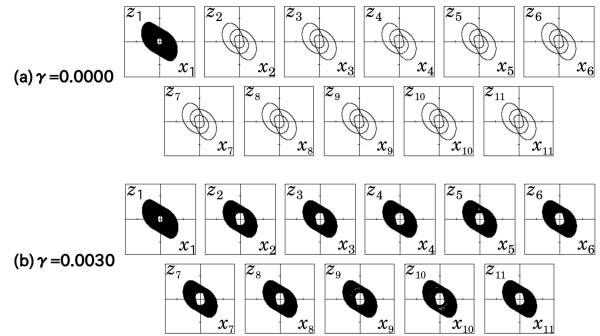 z₁ z₂ z₃ z₄ z₅ z₆
x₁ x₂ x₃ x₄ x₅ x₆
(a) γ=0.0000
z₇ z₈ z₉ z₁₀ z₁₁
x₇ x₈ x₉ x₁₀ x₁₁
z₁ z₂ z₃ z₄ z₅ z₆
x₁ x₂ x₃ x₄ x₅ x₆
(b) γ=0.0030
z₇ z₈ z₉ z₁₀ z₁₁
x₇ x₈ x₉ x₁₀ x₁₁